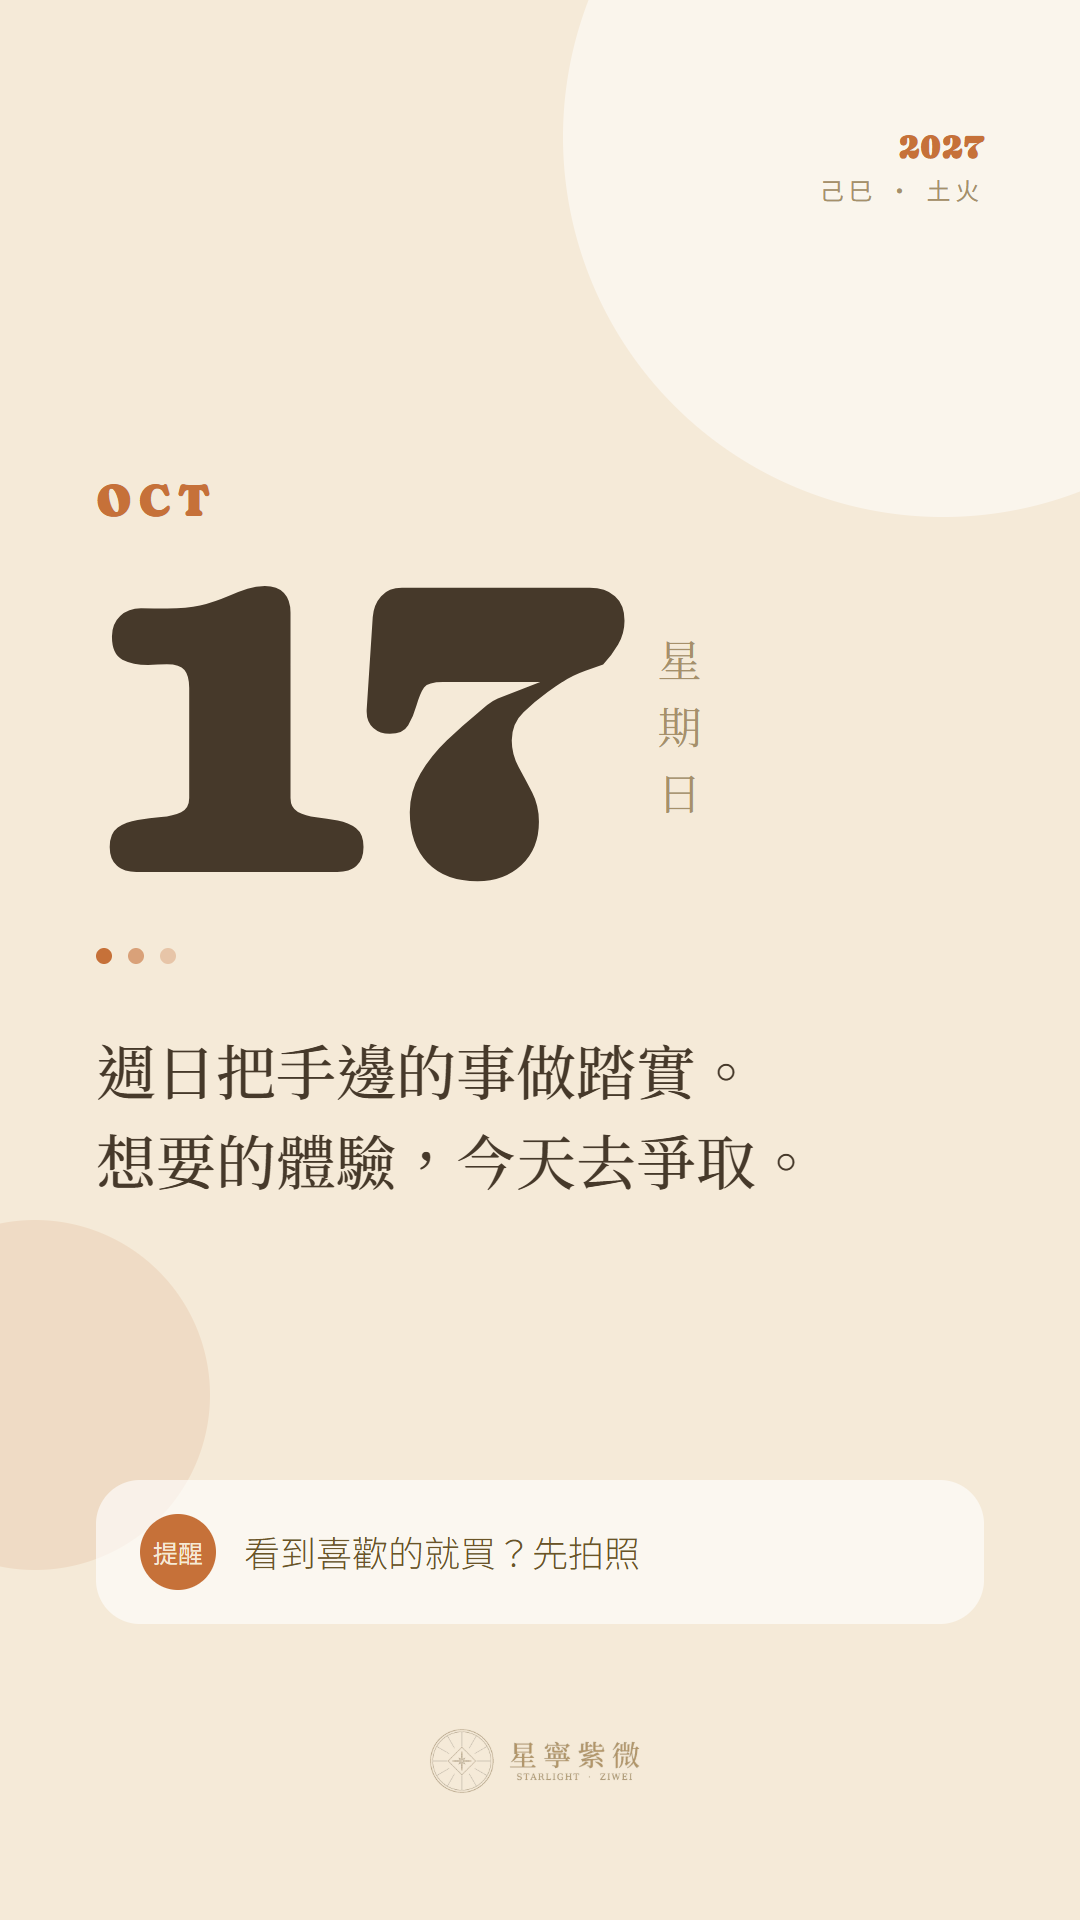 2027
己巳 · 土火
OCT
17
星期日
週日把手邊的事做踏實。
想要的體驗，今天去爭取。
提醒
看到喜歡的就買？先拍照
星寧紫微
STARLIGHT · ZIWEI